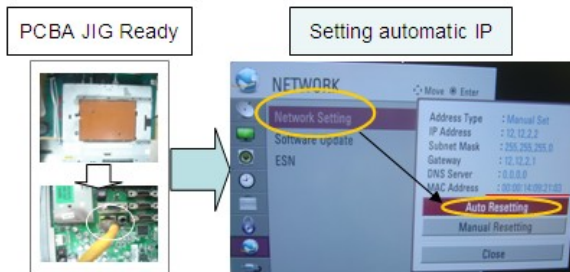 PCBA JIG Ready
Setting automatic IP
NETWORK
Move Enter
Network Setting
Software Update
ESN
Address Type : Manual Set
IP Address : 12,12,2,2
Subnet Mask : 255,255,255,0
Gateway : 12,12,2,1
DNS Server : 0,0,0,0
MAC Address : 00:00:14:09:21:03
Auto Resetting
Manual Resetting
Close